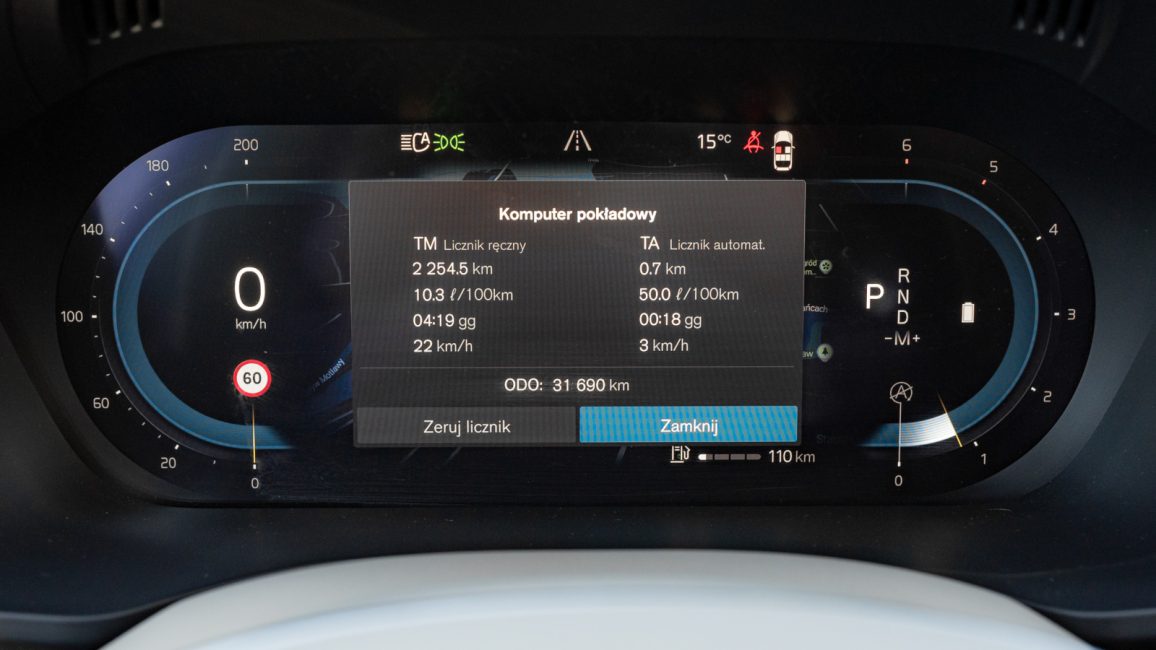 200
180
140
100
60
20
0
0
km/h
60
15°C
Komputer pokładowy
TM Licznik ręczny
2 254.5 km
10.3 ℓ/100km
04:19 gg
22 km/h
TA Licznik automat.
0.7 km
50.0 ℓ/100km
00:18 gg
3 km/h
ODO: 31 690 km
Zeruj licznik
Zamknij
110 km
P
R
N
D
-M+
A
6
5
4
3
2
1
0